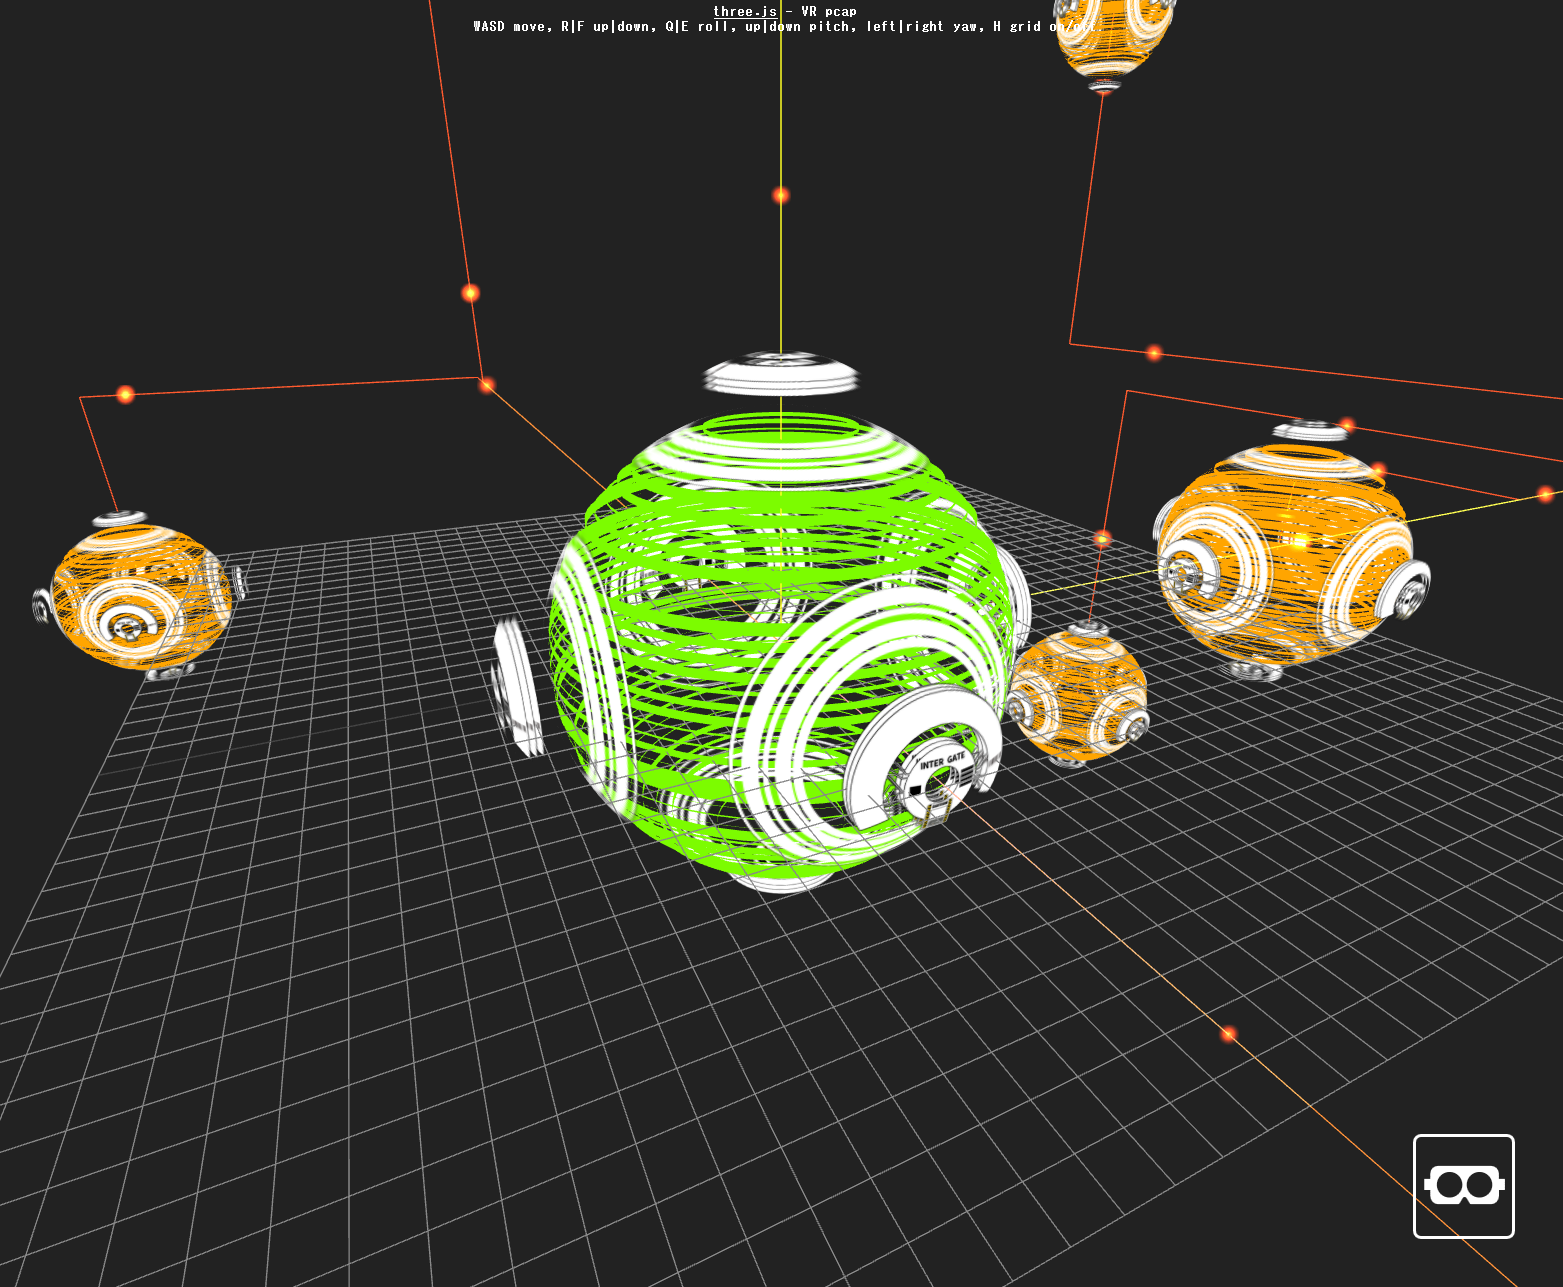 three.js - VR pcap
WASD move, R|F up|down, Q|E roll, up|down pitch, left|right yaw, H grid on/off
INTER GATE